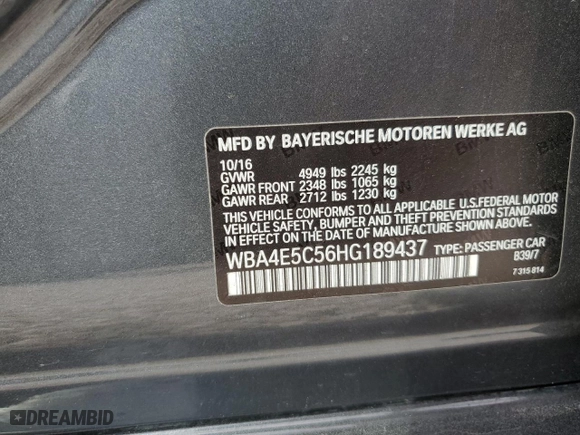 MFD BY BAYERISCHE MOTOREN WERKE AG
10/16
GVWR 4949 lbs 2245 kg
GAWR FRONT 2348 lbs 1065 kg
GAWR REAR 2712 lbs 1230 kg
THIS VEHICLE CONFORMS TO ALL APPLICABLE U.S.FEDERAL MOTOR
VEHICLE SAFETY, BUMPER, AND THEFT PREVENTION STANDARDS
IN EFFECT ON THE DATE OF MANUFACTURE SHOWN ABOVE.
WBA4E5C56HG189437 TYPE: PASSENGER CAR
B39/7
7 315 814
DREAMBID